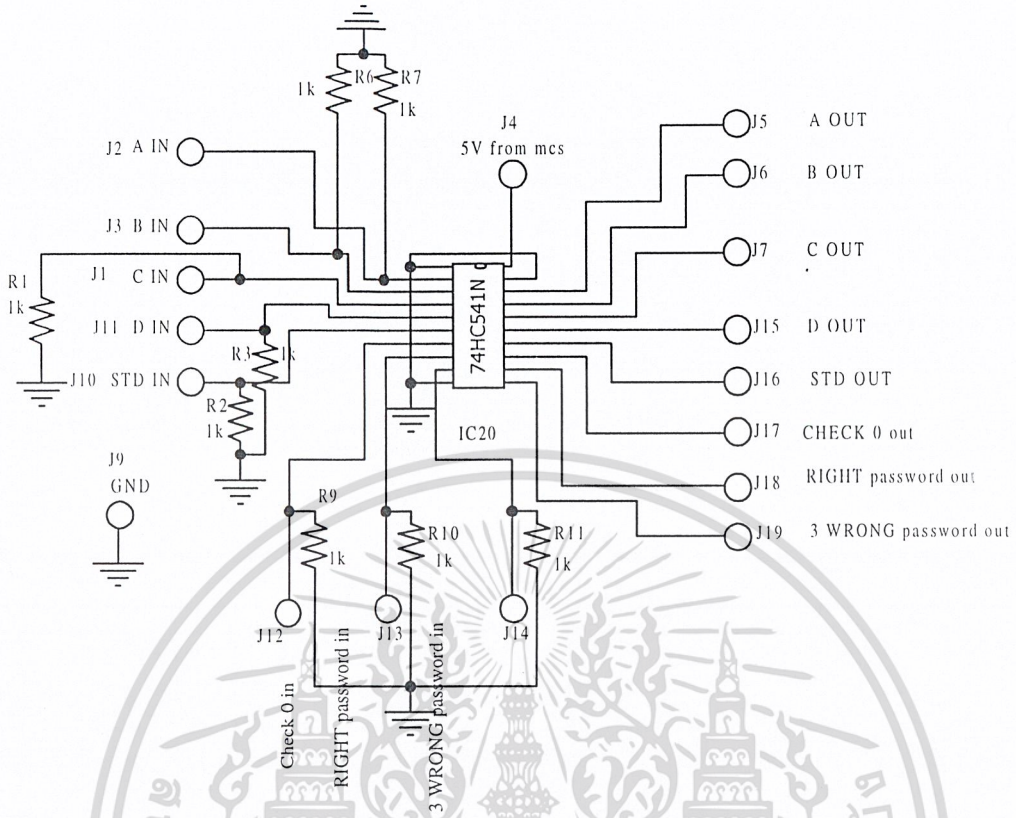 R6
R7
1k
1k
J4
5V from mcs
J2 A IN
J3 B IN
J1 C IN
R1
1k
J11 D IN
R3 1k
J10 STD IN
R2
1k
74HC541N
IC20
J5 A OUT
J6 B OUT
J7 C OUT
J15 D OUT
J16 STD OUT
J17 CHECK 0 out
J18 RIGHT password out
J19 3 WRONG password out
J9
GND
R9
1k
R10
1k
R11
1k
J12
J13
J14
Check 0 in
RIGHT password in
3 WRONG password in